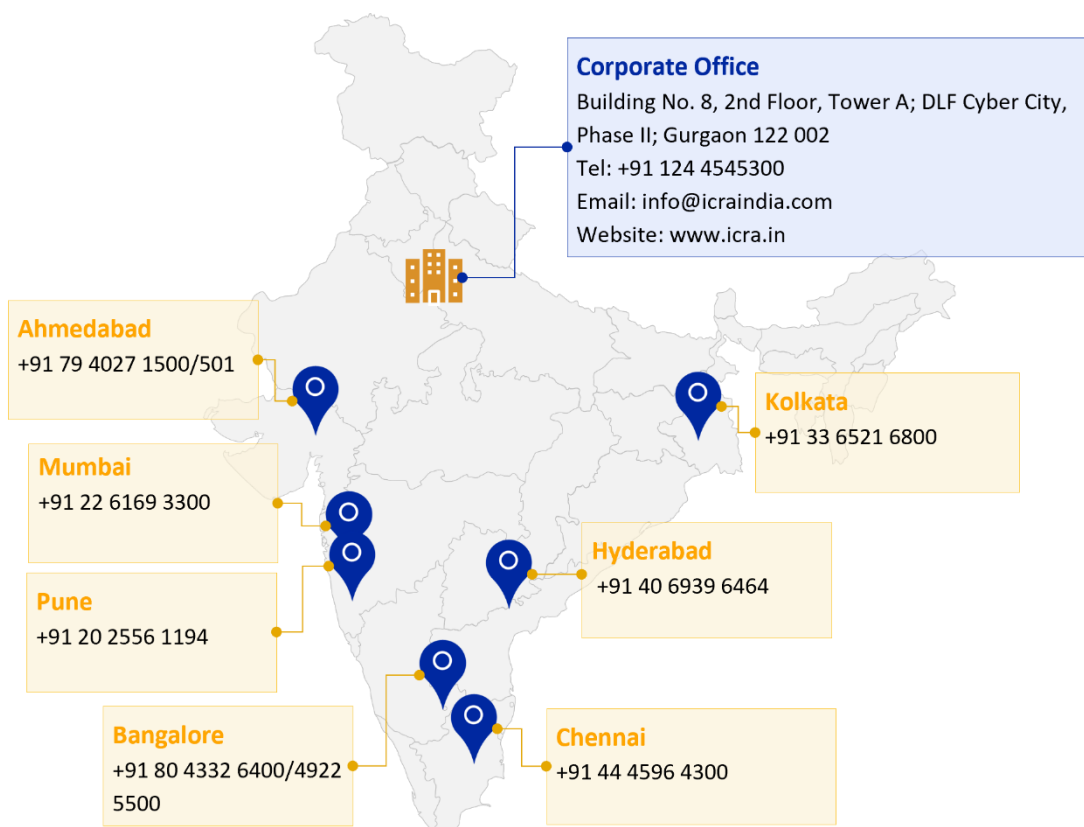 Corporate Office
Building No. 8, 2nd Floor, Tower A; DLF Cyber City,
Phase II; Gurgaon 122 002
Tel: +91 124 4545300
Email: info@icraindia.com
Website: www.icra.in
Ahmedabad
+91 79 4027 1500/501
Kolkata
+91 33 6521 6800
Mumbai
+91 22 6169 3300
Hyderabad
+91 40 6939 6464
Pune
+91 20 2556 1194
Bangalore
+91 80 4332 6400/4922
5500
Chennai
+91 44 4596 4300